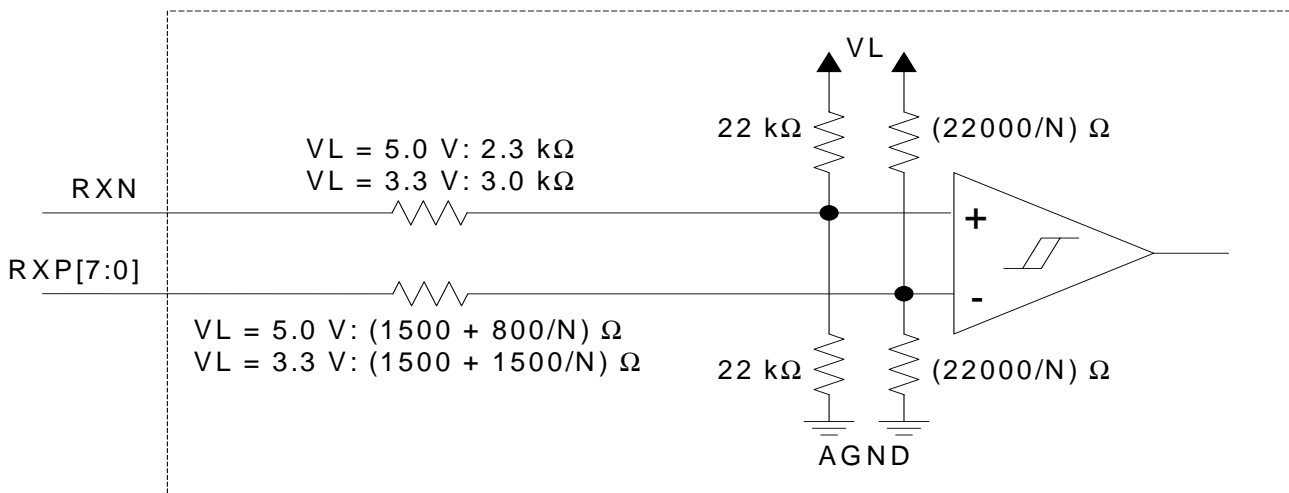 VL
22 kΩ
(22000/N) Ω
VL = 5.0 V: 2.3 kΩ
VL = 3.3 V: 3.0 kΩ
RXN
+
RXP[7:0]
-
VL = 5.0 V: (1500 + 800/N) Ω
VL = 3.3 V: (1500 + 1500/N) Ω
22 kΩ
(22000/N) Ω
AGND